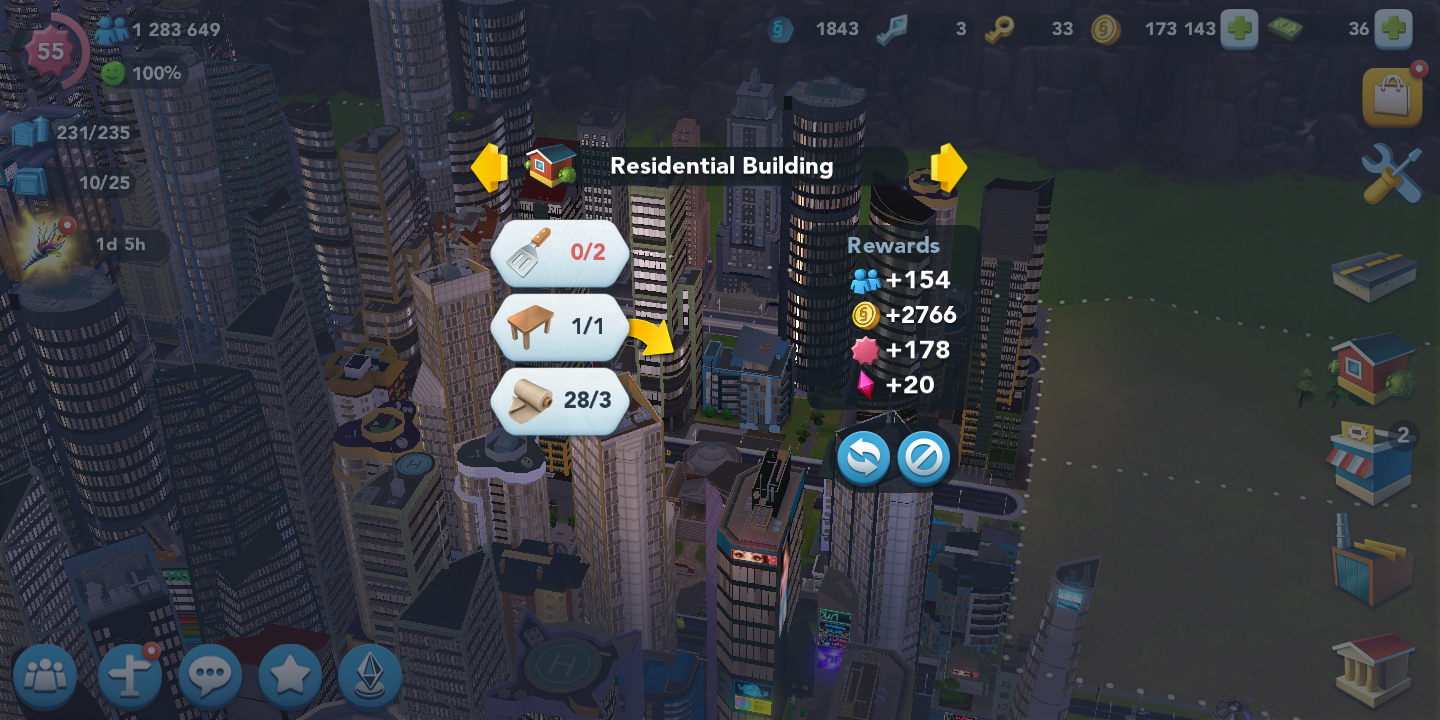 55
1 283 649
1843
3
33
173 143
36
100%
231/235
10/25
1d 5h
Residential Building
0/2
1/1
28/3
Rewards
+154
+2766
+178
+20
2
H
H